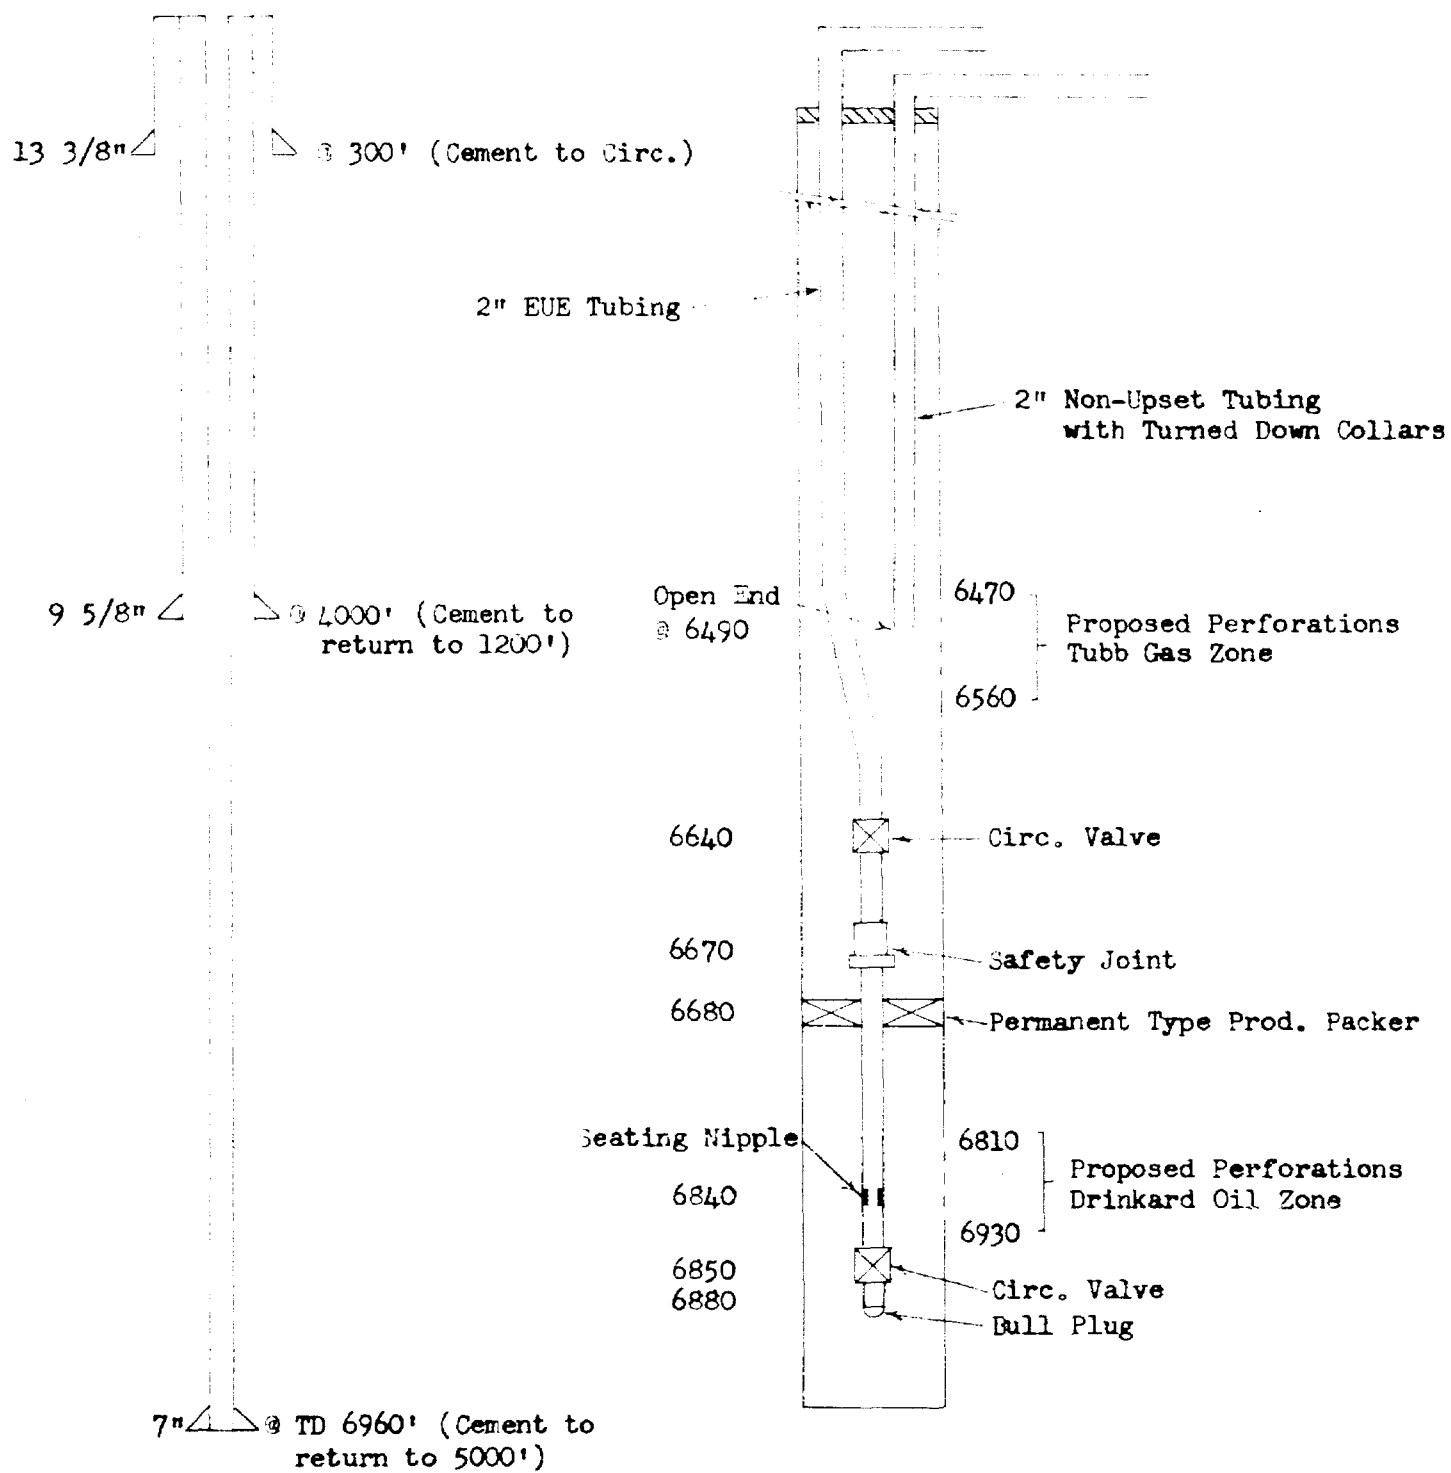 13 3/8" @ 300' (Cement to Circ.)
2" EUE Tubing
2" Non-Upset Tubing
with Turned Down Collars
9 5/8" @ 4000' (Cement to
return to 1200')
Open End
@ 6490
6470
Proposed Perforations
Tubb Gas Zone
6560
6640
Circ. Valve
6670
Safety Joint
6680
Permanent Type Prod. Packer
Seating Nipple
6810
Proposed Perforations
Drinkard Oil Zone
6840
6930
6850
6880
Circ. Valve
Bull Plug
7" @ TD 6960' (Cement to
return to 5000')